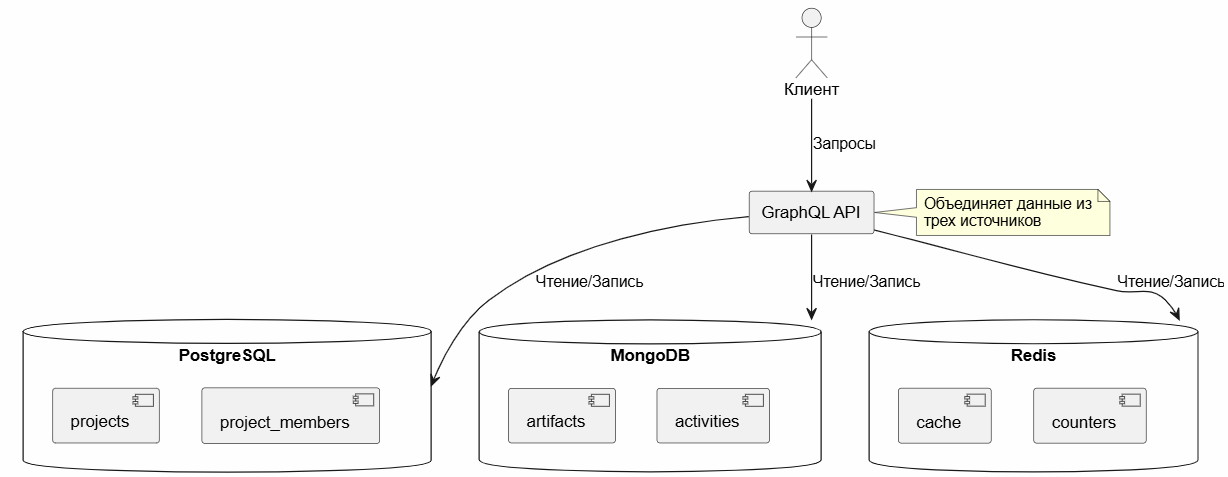 Клиент
Запросы
GraphQL API
Объединяет данные из
трех источников
Чтение/Запись
Чтение/Запись
Чтение/Запись
PostgreSQL
projects
project_members
MongoDB
artifacts
activities
Redis
cache
counters